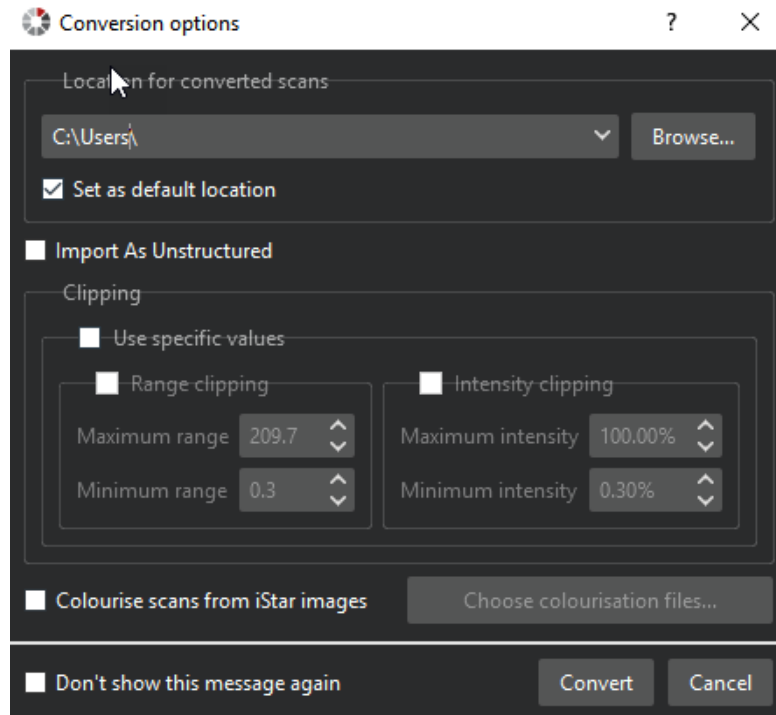 Conversion options
?
Location for converted scans
C:\Users\
Browse...
Set as default location
Import As Unstructured
Clipping
Use specific values
Range clipping
Intensity clipping
Maximum range 209.7
Maximum intensity 100.00%
Minimum range 0.3
Minimum intensity 0.30%
Colourise scans from iStar images
Choose colourisation files...
Don't show this message again
Convert
Cancel